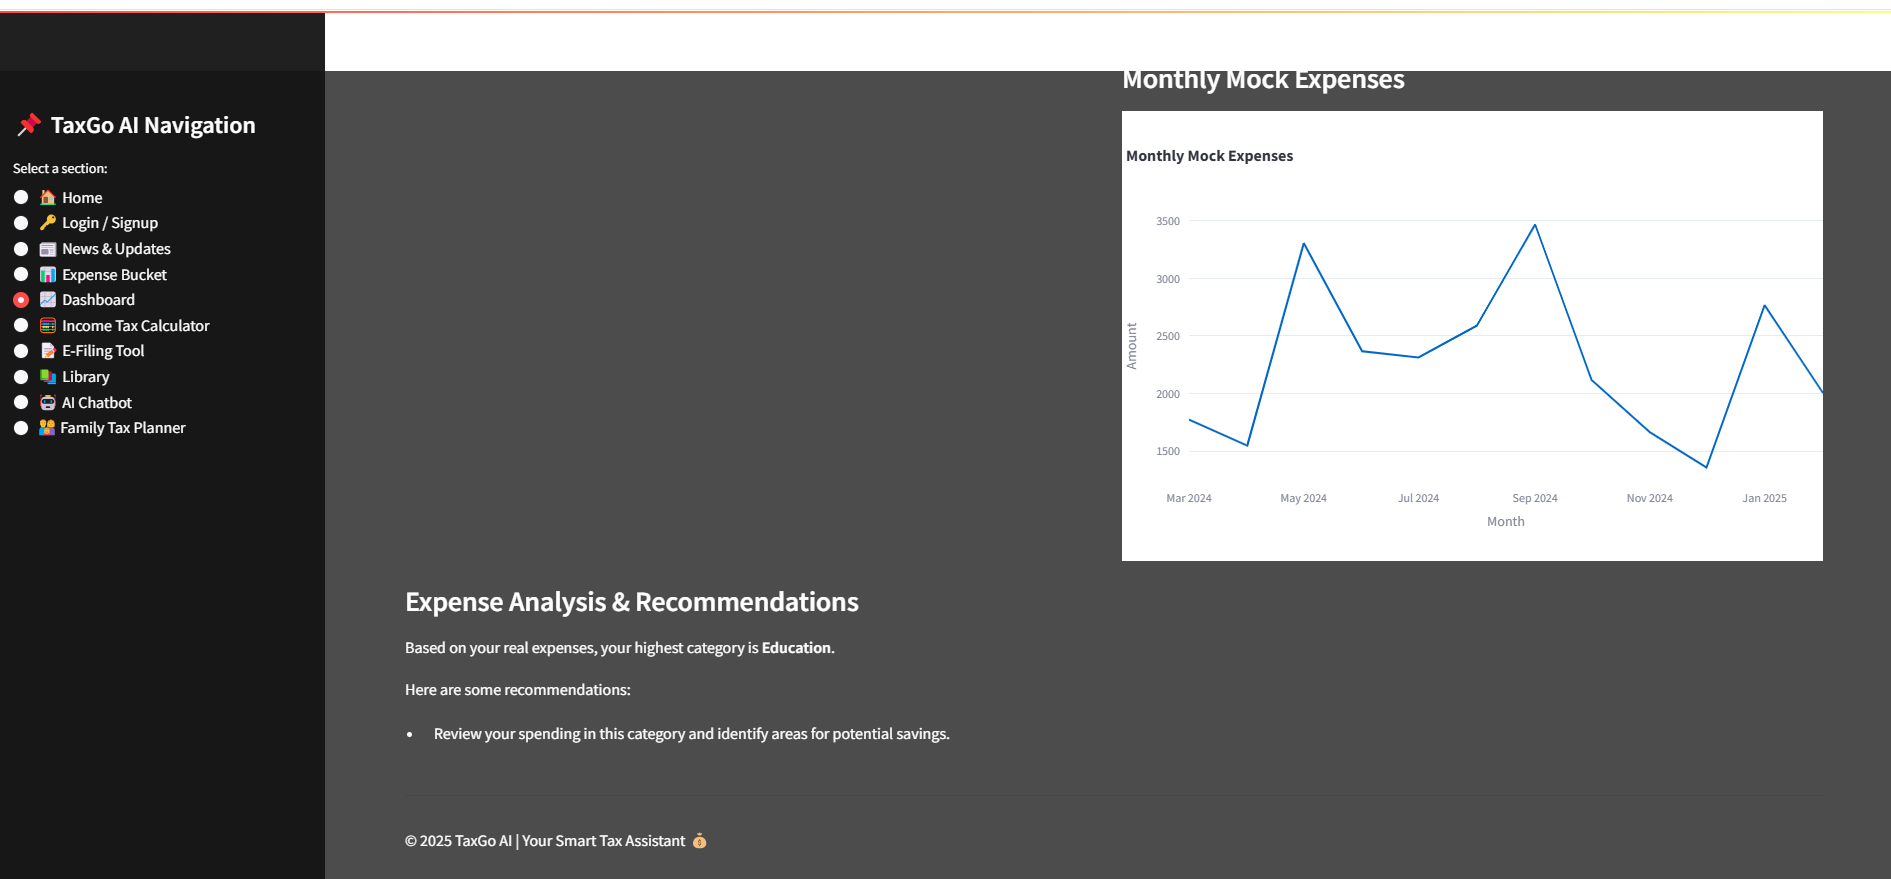 TaxGo AI Navigation
Select a section:
Home
Login / Signup
News & Updates
Expense Bucket
Dashboard
Income Tax Calculator
E-Filing Tool
Library
AI Chatbot
Family Tax Planner
Monthly Mock Expenses
Monthly Mock Expenses
3500
3000
2500
2000
1500
Amount
Mar 2024 May 2024 Jul 2024 Sep 2024 Nov 2024 Jan 2025
Month
Expense Analysis & Recommendations
Based on your real expenses, your highest category is Education.
Here are some recommendations:
• Review your spending in this category and identify areas for potential savings.
© 2025 TaxGo AI | Your Smart Tax Assistant